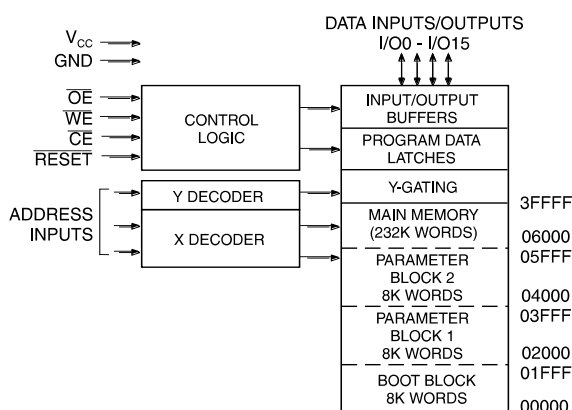 DATA INPUTS/OUTPUTS
I/O0 - I/O15
VCC
GND
OE
WE
CE
RESET
CONTROL
LOGIC
INPUT/OUTPUT
BUFFERS
PROGRAM DATA
LATCHES
ADDRESS
INPUTS
Y DECODER
X DECODER
Y-GATING
MAIN MEMORY
(232K WORDS)
PARAMETER
BLOCK 2
8K WORDS
PARAMETER
BLOCK 1
8K WORDS
BOOT BLOCK
8K WORDS
3FFFF
06000
05FFF
04000
03FFF
02000
01FFF
00000